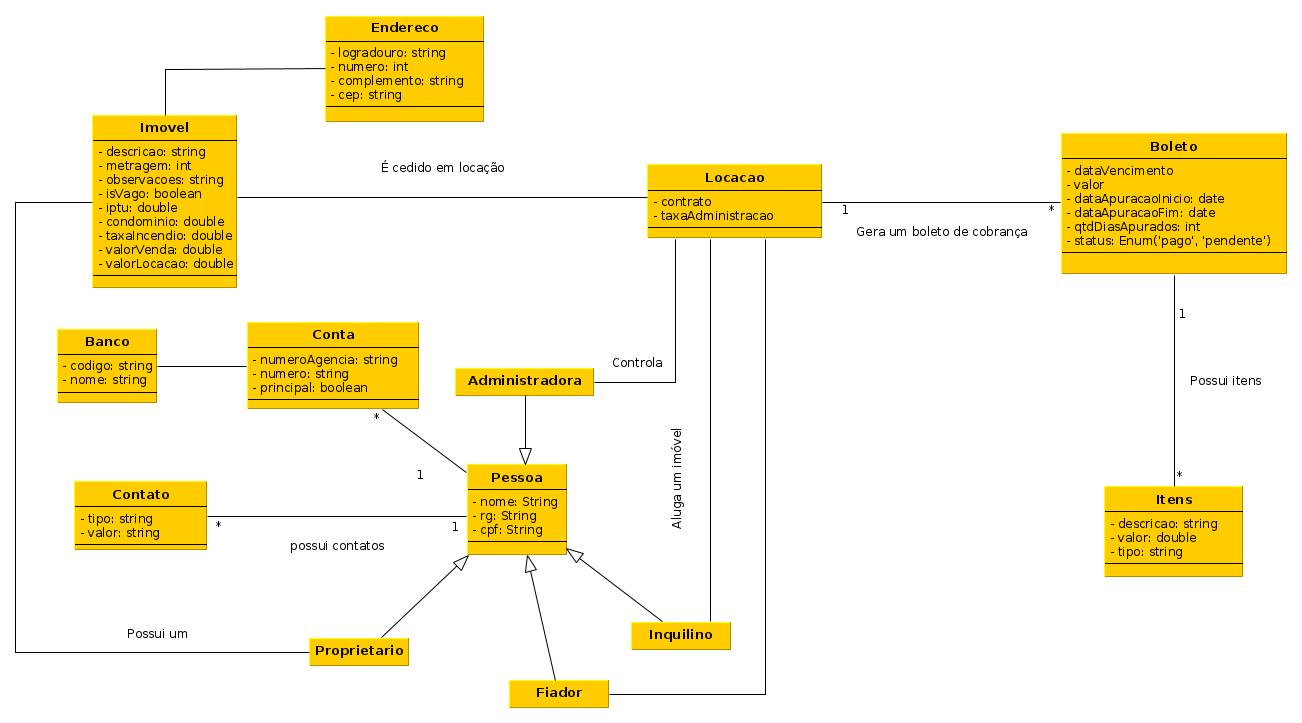 Endereco
- logradouro: string
- numero: int
- complemento: string
- cep: string
Imovel
- descricao: string
- metragem: int
- observacoes: string
- isVago: boolean
- iptu: double
- condominio: double
- taxaIncendio: double
- valorVenda: double
- valorLocacao: double
É cedido em locação
Locacao
- contrato
- taxaAdministracao
1
*
Gera um boleto de cobrança
Boleto
- dataVencimento
- valor
- dataApuracaoInicio: date
- dataApuracaoFim: date
- qtdDiasApurados: int
- status: Enum('pago', 'pendente')
1
Possui itens
*
Itens
- descricao: string
- valor: double
- tipo: string
Banco
- codigo: string
- nome: string
Conta
- numeroAgencia: string
- numero: string
- principal: boolean
*
1
Administradora
Controla
Aluga um imóvel
Pessoa
- nome: String
- rg: String
- cpf: String
Contato
- tipo: string
- valor: string
*
1
possui contatos
Possui um
Proprietario
Inquilino
Fiador